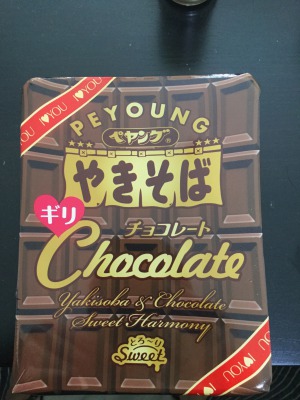 I♥YOU I♥YOU
PEYOUNG
ペヤング®
やきそば
ギリ
チョコレート
Chocolate
Yakisoba & Chocolate
Sweet Harmony
とろ〜り
Sweet
I♥YOU I♥YOU